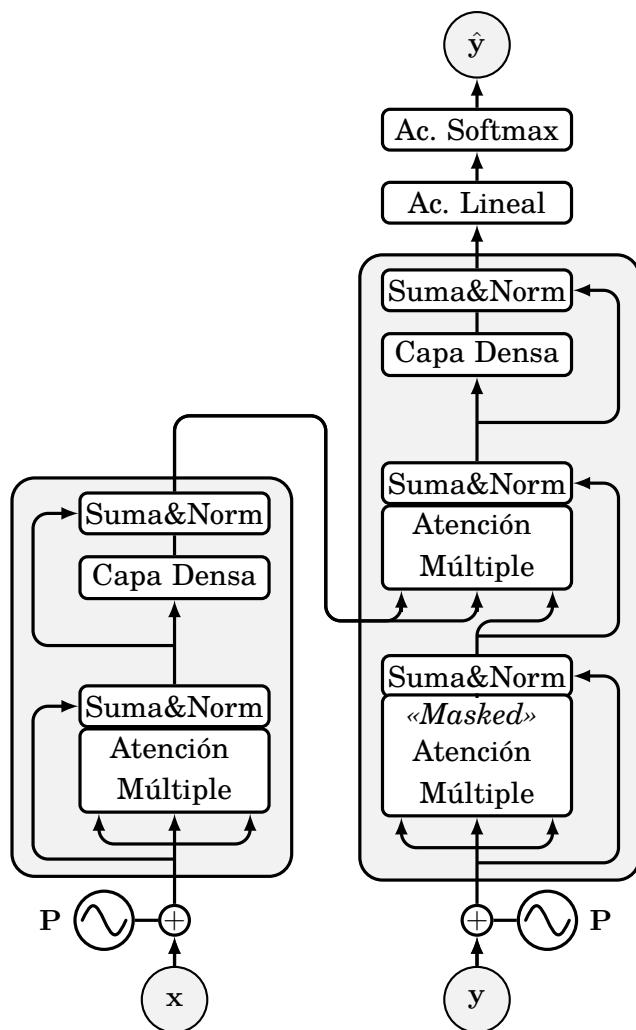 ŷ
Ac. Softmax
Ac. Lineal
Suma&Norm
Capa Densa
Suma&Norm
Atención
Múltiple
Suma&Norm
«Masked»
Atención
Múltiple
Suma&Norm
Capa Densa
Suma&Norm
Atención
Múltiple
P
+
+
P
x
y